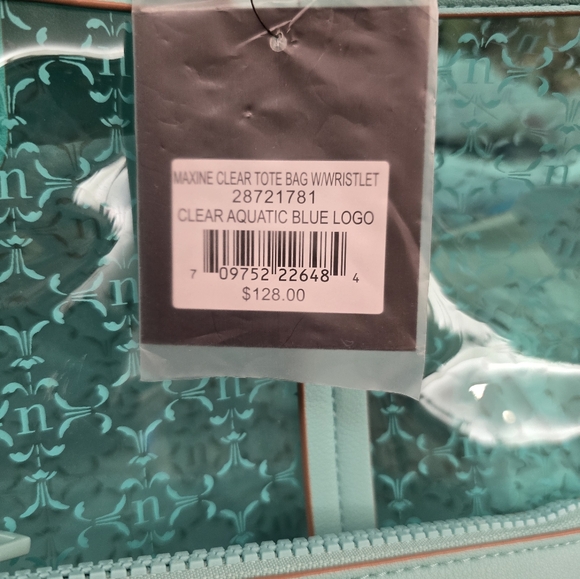 MAXINE CLEAR TOTE BAG W/WRISTLET
28721781
CLEAR AQUATIC BLUE LOGO
7 09752 22648 4
$128.00
n
n
n
n
n